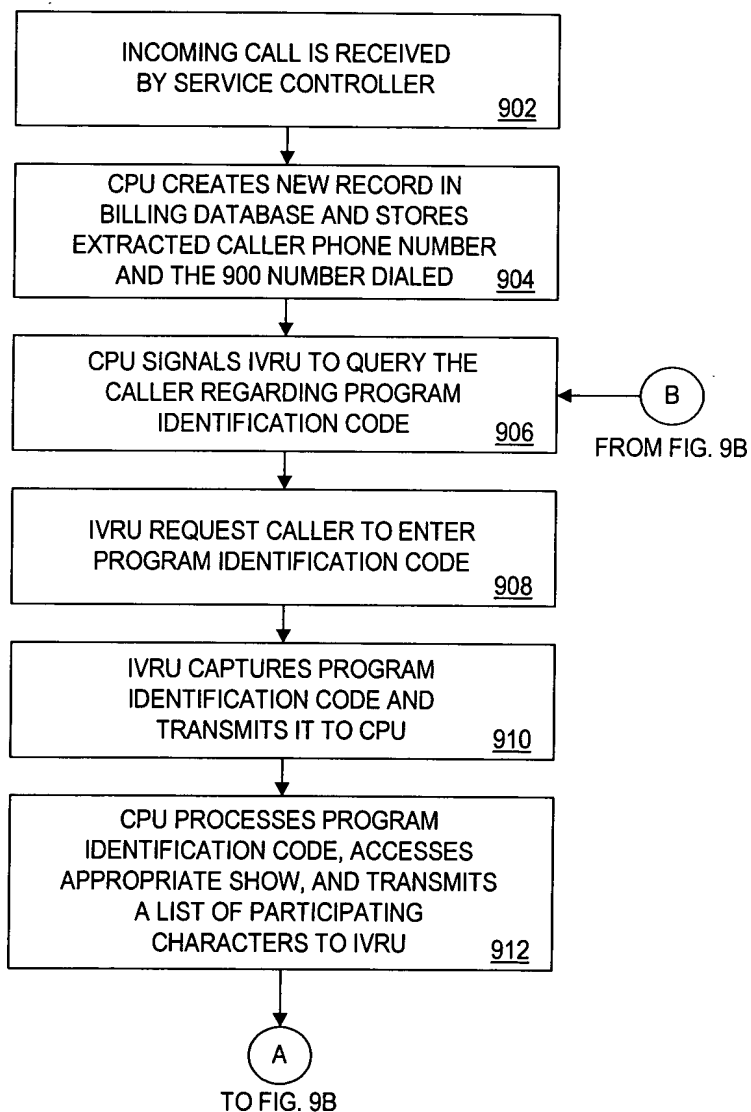 INCOMING CALL IS RECEIVED
BY SERVICE CONTROLLER
902
CPU CREATES NEW RECORD IN
BILLING DATABASE AND STORES
EXTRACTED CALLER PHONE NUMBER
AND THE 900 NUMBER DIALED
904
CPU SIGNALS IVRU TO QUERY THE
CALLER REGARDING PROGRAM
IDENTIFICATION CODE
906
B
FROM FIG. 9B
IVRU REQUEST CALLER TO ENTER
PROGRAM IDENTIFICATION CODE
908
IVRU CAPTURES PROGRAM
IDENTIFICATION CODE AND
TRANSMITS IT TO CPU
910
CPU PROCESSES PROGRAM
IDENTIFICATION CODE, ACCESSES
APPROPRIATE SHOW, AND TRANSMITS
A LIST OF PARTICIPATING
CHARACTERS TO IVRU
912
A
TO FIG. 9B